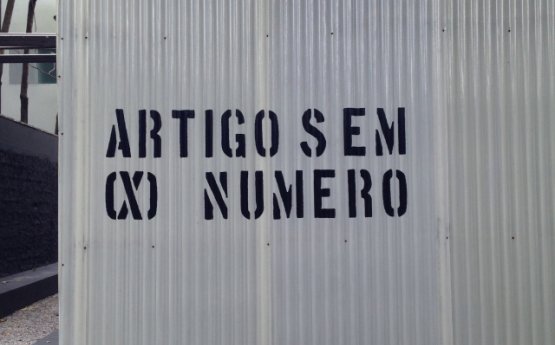 ARTIGO SEM
(X) NUMERO